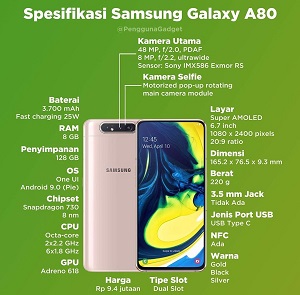 Spesifikasi Samsung Galaxy A80
@PenggunaGadget
Kamera Utama
48 MP, f/2.0, PDAF
8 MP, f/2.2, ultrawide
Sensor: Sony IMX586 Exmor RS
Kamera Selfie
Motorized pop-up rotating
main camera module
Baterai
3.700 mAh
Fast charging 25W
RAM
8 GB
Penyimpanan
128 GB
OS
One UI
Android 9.0 (Pie)
Chipset
Snapdragon 730
8 nm
CPU
Octa-core
2x2.2 GHz
6x1.8 GHz
GPU
Adreno 618
SAMSUNG
12:45
Wed, April 10
Layar
Super AMOLED
6.7 inch
1080 x 2400 pixels
20:9 ratio
Dimensi
165.2 x 76.5 x 9.3 mm
Berat
220 g
3.5 mm Jack
Tidak Ada
Jenis Port USB
USB Type C
NFC
Ada
Warna
Gold
Black
Silver
Harga
Rp 9.4 jutaan
Tipe Slot
Dual Slot